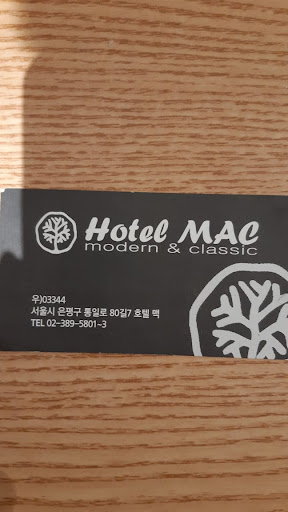 Hotel MAC
modern & classic
우)03344
서울시 은평구 통일로 80길7 호텔 맥
TEL 02-389-5801~3